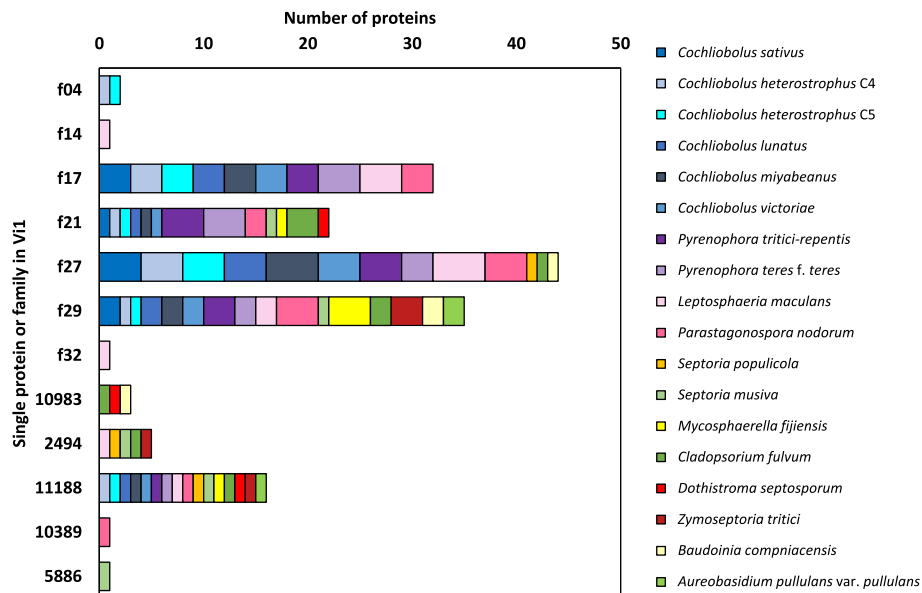 Number of proteins
0 10 20 30 40 50
Single protein or family in Vi1
f04
f14
f17
f21
f27
f29
f32
10983
2494
11188
10389
5886
Cochliobolus sativus
Cochliobolus heterostrophus C4
Cochliobolus heterostrophus C5
Cochliobolus lunatus
Cochliobolus miyabeanus
Cochliobolus victoriae
Pyrenophora tritici-repentis
Pyrenophora teres f. teres
Leptosphaeria maculans
Parastagonospora nodorum
Septoria populicola
Septoria musiva
Mycosphaerella fijiensis
Cladopsorium fulvum
Dothistroma septosporum
Zymoseptoria tritici
Baudoinia compniacensis
Aureobasidium pullulans var. pullulans